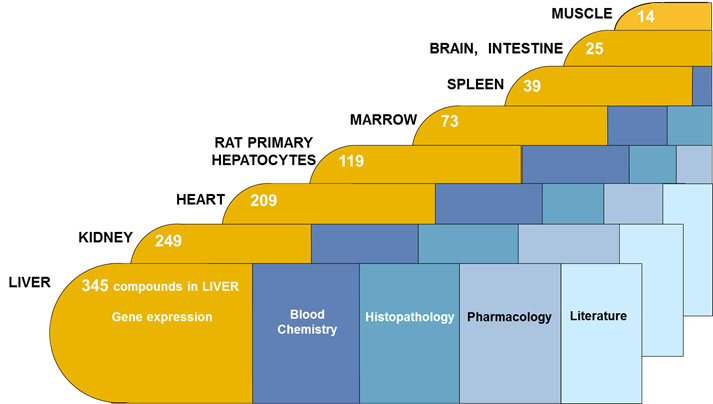 MUSCLE 14
BRAIN, INTESTINE 25
SPLEEN 39
MARROW 73
RAT PRIMARY
HEPATOCYTES 119
HEART 209
KIDNEY 249
LIVER 345 compounds in LIVER
Gene expression
Blood
Chemistry
Histopathology
Pharmacology
Literature